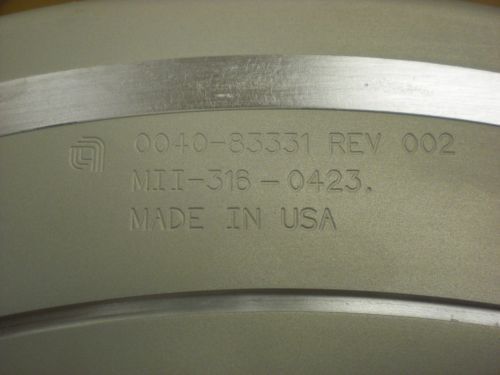 0040-83331 REV 002
MII-316-0423.
MADE IN USA